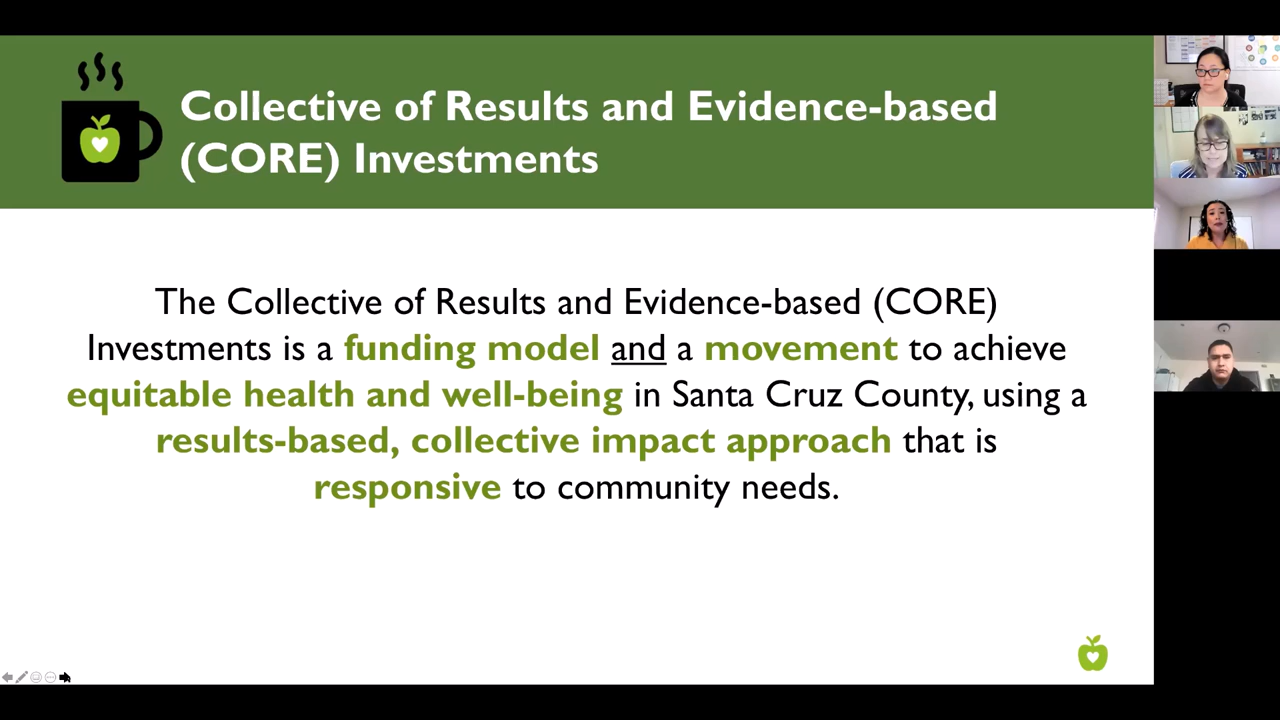 Collective of Results and Evidence-based
(CORE) Investments
The Collective of Results and Evidence-based (CORE)
Investments is a funding model and a movement to achieve
equitable health and well-being in Santa Cruz County, using a
results-based, collective impact approach that is
responsive to community needs.